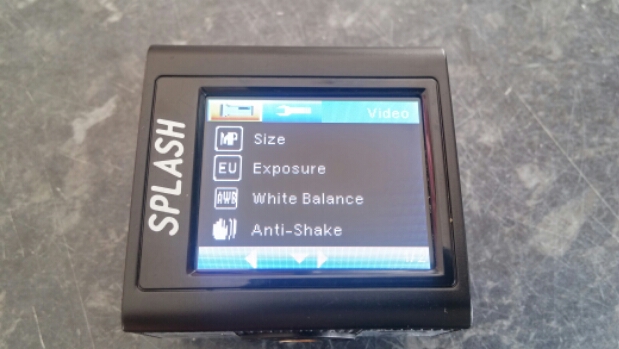 SPLASH
Video
MP Size
EU Exposure
AWB White Balance
Anti-Shake